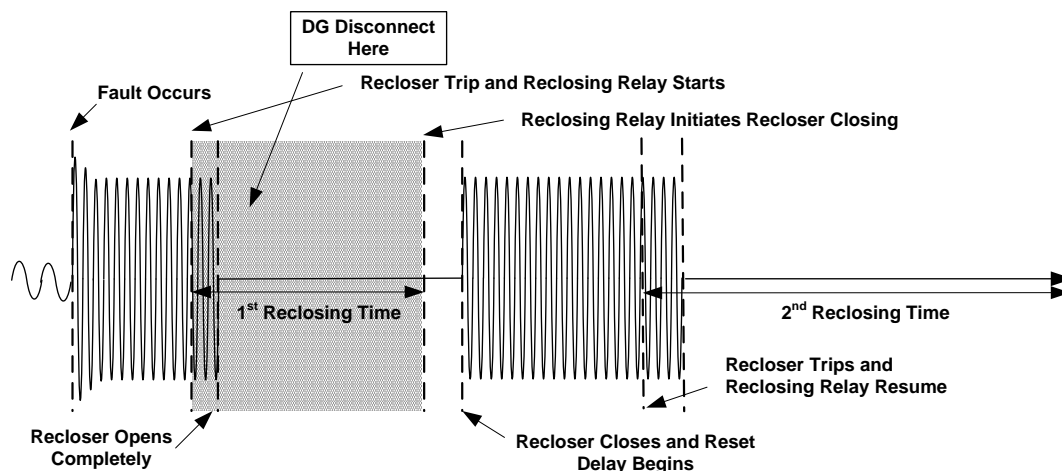 DG Disconnect
Here
Fault Occurs
Recloser Trip and Reclosing Relay Starts
Reclosing Relay Initiates Recloser Closing
1st Reclosing Time
2nd Reclosing Time
Recloser Trips and
Reclosing Relay Resume
Recloser Opens
Completely
Recloser Closes and Reset
Delay Begins